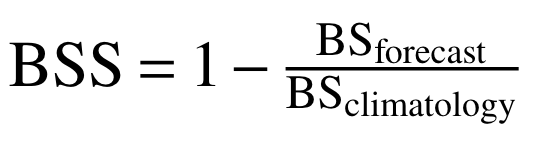 BSS = 1 − BS_forecast / BS_climatology